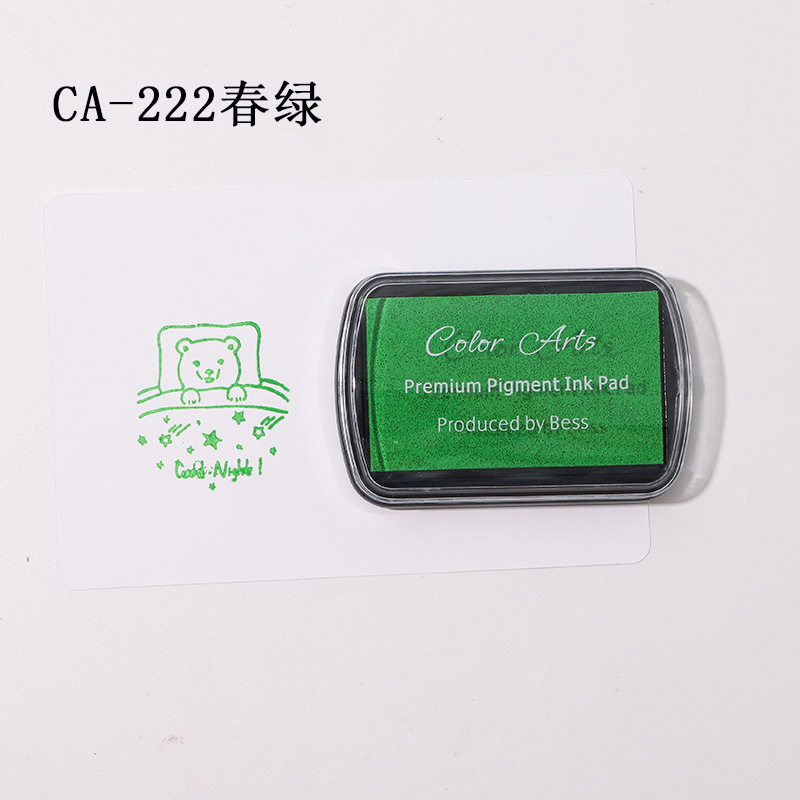 CA-222春绿
Color Arts
Premium Pigment Ink Pad
Produced by Bess
Good Night!